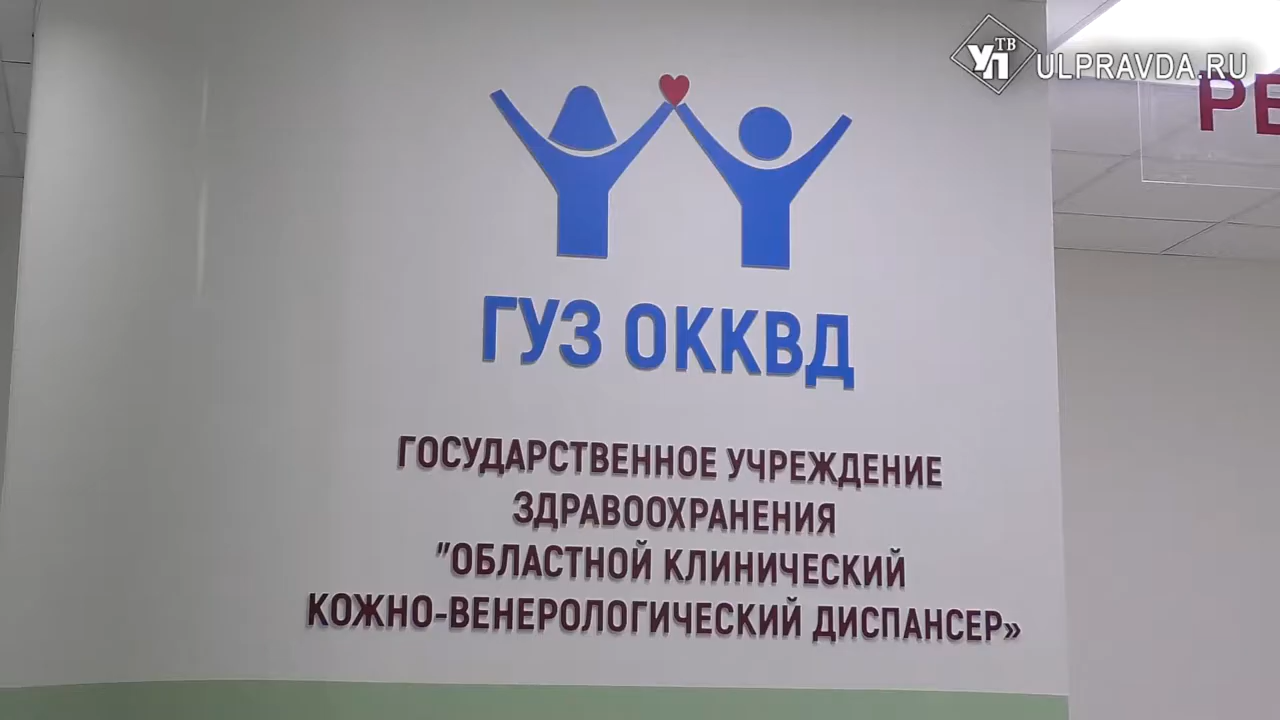 УП ТВ ULPRAVDA.RU
ГУЗ ОККВД
ГОСУДАРСТВЕННОЕ УЧРЕЖДЕНИЕ
ЗДРАВООХРАНЕНИЯ
"ОБЛАСТНОЙ КЛИНИЧЕСКИЙ
КОЖНО-ВЕНЕРОЛОГИЧЕСКИЙ ДИСПАНСЕР»